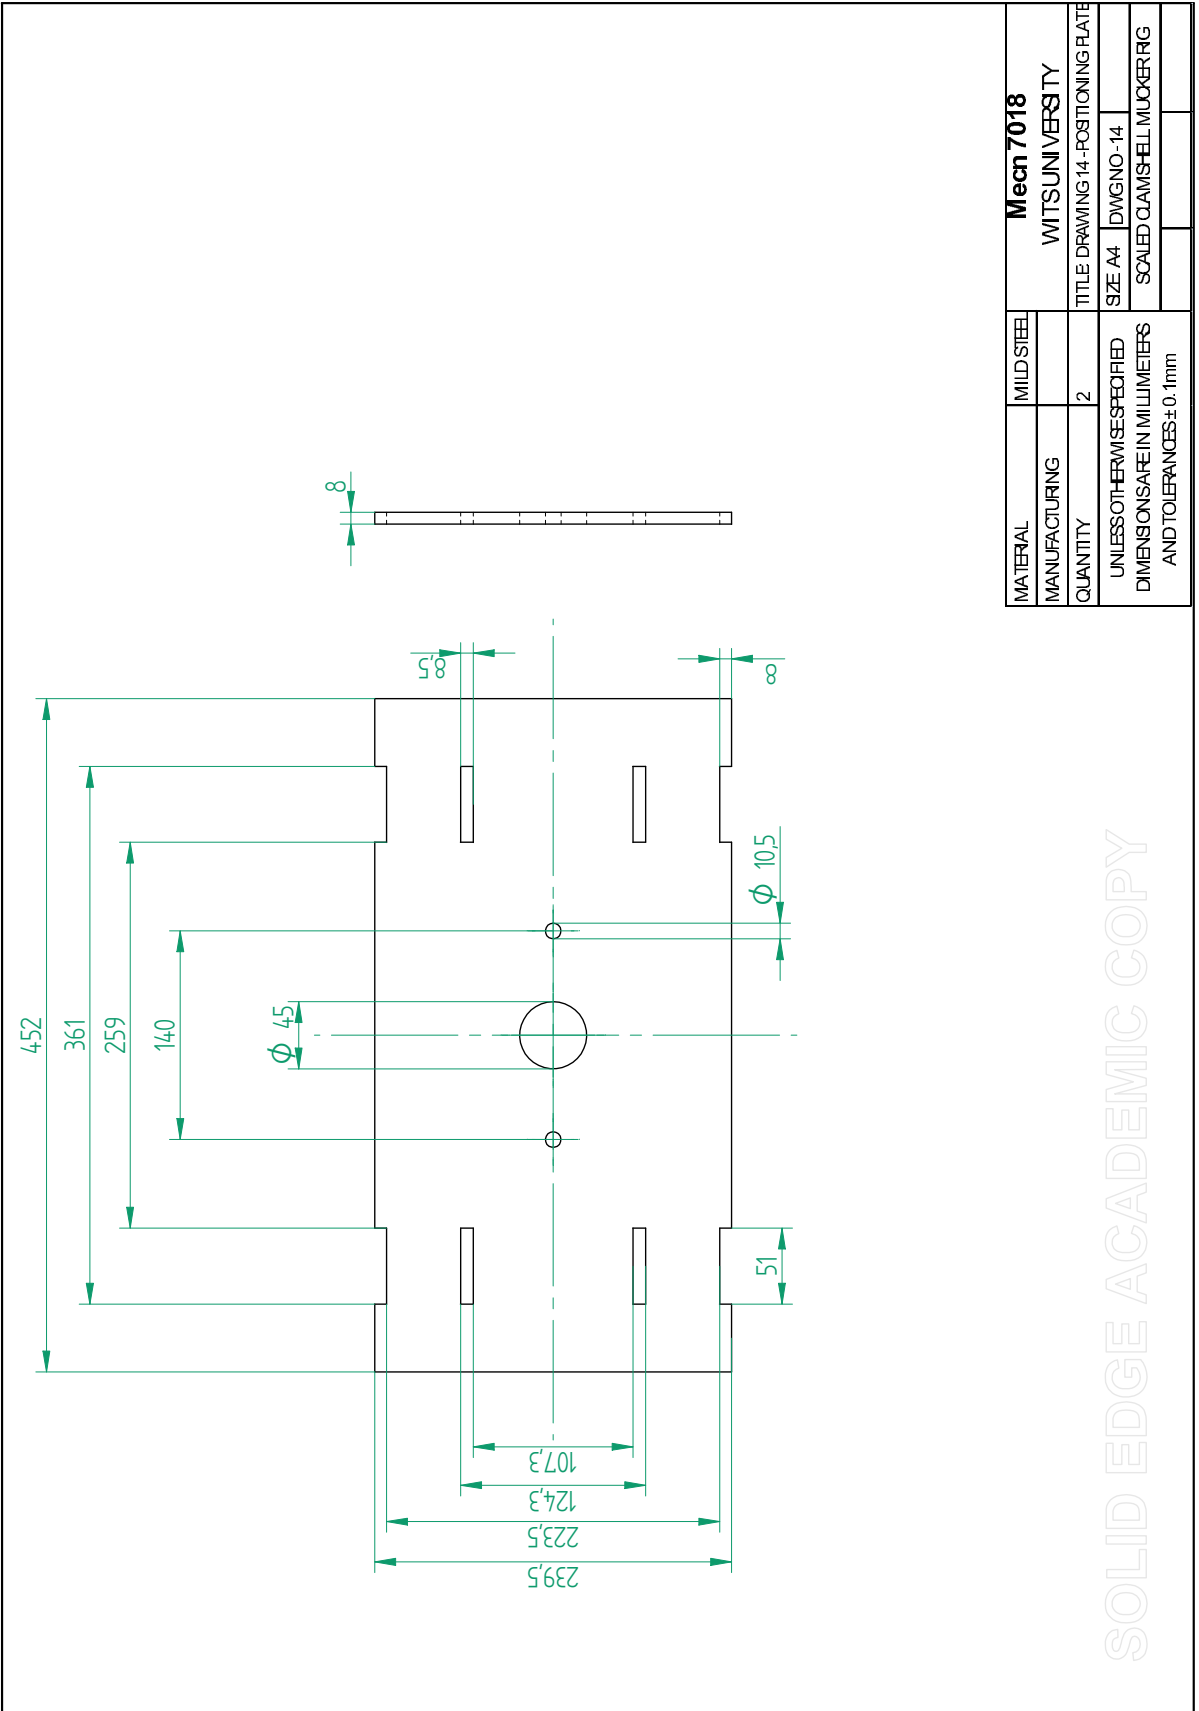 452
361
259
140
ϕ 45
8
8,5
8
ϕ 10,5
51
107,3
124,3
223,5
239,5
MATERIAL MILD STEEL
MANUFACTURING
QUANTITY 2
UNLESS OTHERWISE SPECIFIED
DIMENSIONS ARE IN MILLIMETERS
AND TOLERANCES ± 0.1mm
Mecn 7018
WITS UNIVERSITY
TITLE: DRAWING 14 - POSITIONING PLATE
SIZE A4 DWG NO - 14
SCALED CLAMSHELL MUCKER RIG
SOLID EDGE ACADEMIC COPY